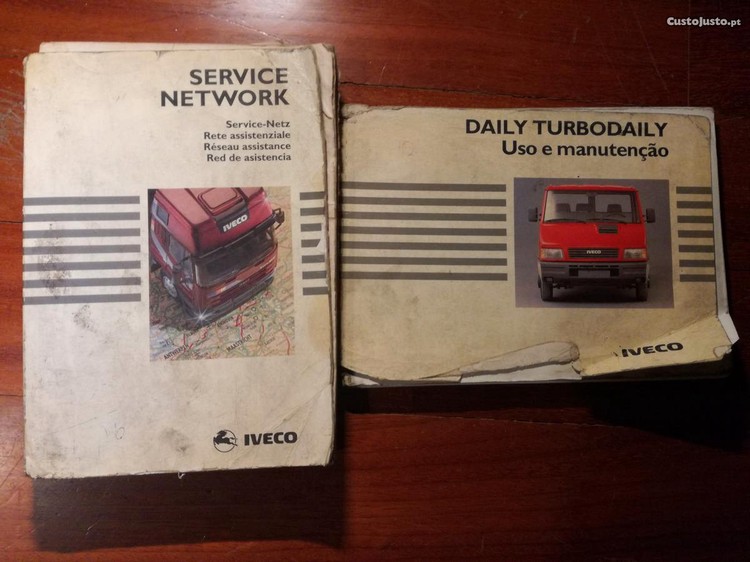 CustoJusto.pt
SERVICE
NETWORK
Service-Netz
Rete assistenziale
Réseau assistance
Red de asistencia
IVECO
MAASTRICHT
IVECO
DAILY TURBODAILY
Uso e manutenção
IVECO
IVECO